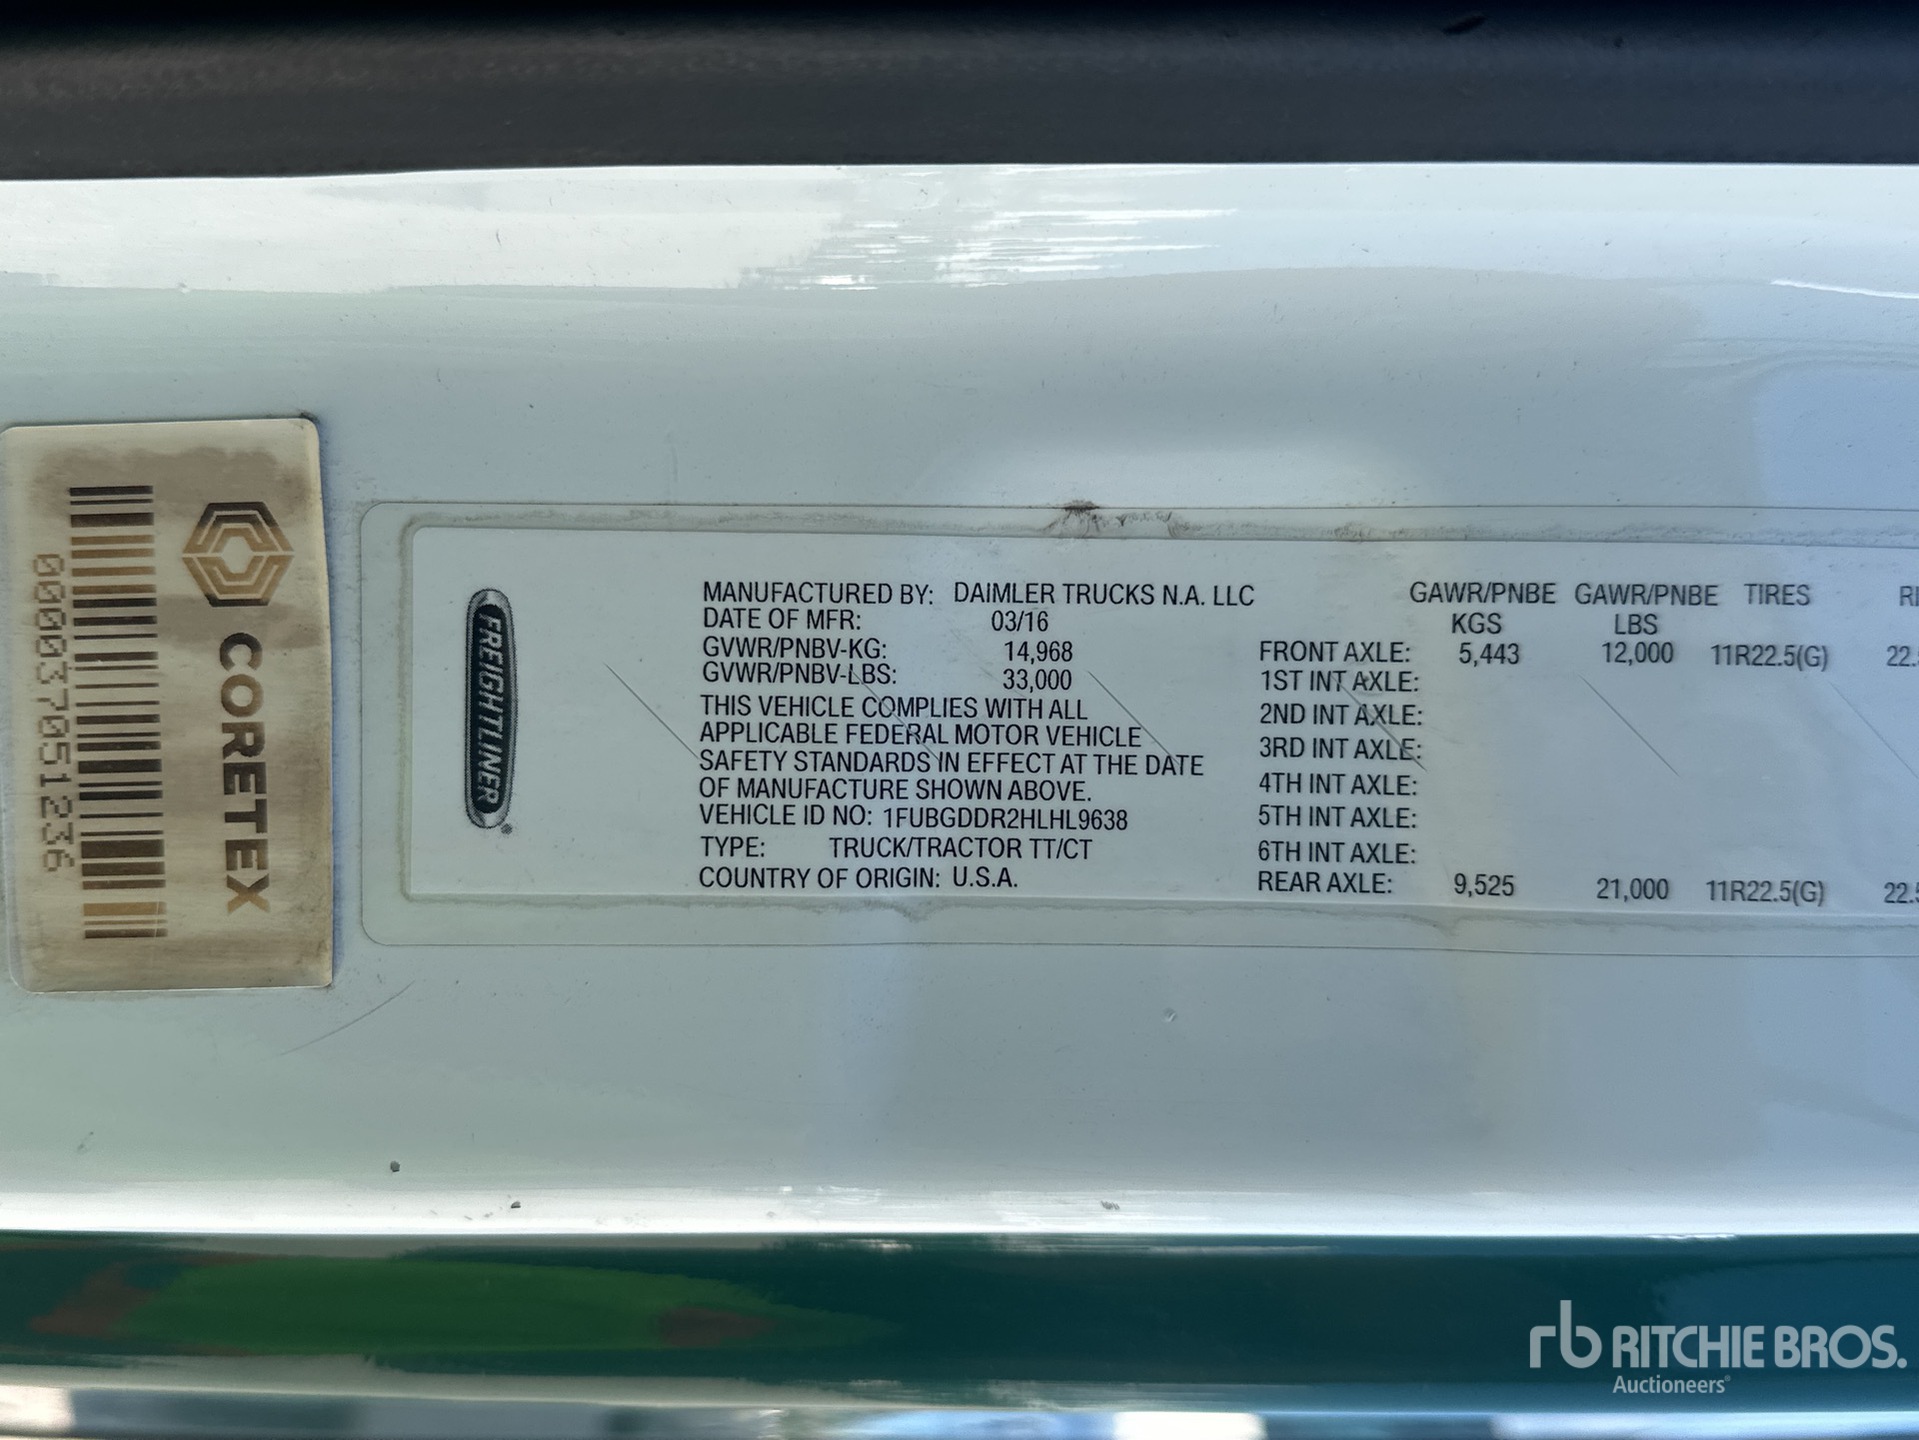 CORETEX
000037051236
FREIGHTLINER
MANUFACTURED BY: DAIMLER TRUCKS N.A. LLC
DATE OF MFR: 03/16
GVWR/PNBV-KG: 14,968
GVWR/PNBV-LBS: 33,000
THIS VEHICLE COMPLIES WITH ALL
APPLICABLE FEDERAL MOTOR VEHICLE
SAFETY STANDARDS IN EFFECT AT THE DATE
OF MANUFACTURE SHOWN ABOVE.
VEHICLE ID NO: 1FUBGDDR2HLHL9638
TYPE: TRUCK/TRACTOR TT/CT
COUNTRY OF ORIGIN: U.S.A.
GAWR/PNBE GAWR/PNBE TIRES
KGS LBS
FRONT AXLE: 5,443 12,000 11R22.5(G)
1ST INT AXLE:
2ND INT AXLE:
3RD INT AXLE:
4TH INT AXLE:
5TH INT AXLE:
6TH INT AXLE:
REAR AXLE: 9,525 21,000 11R22.5(G)
rb RITCHIE BROS.
Auctioneers